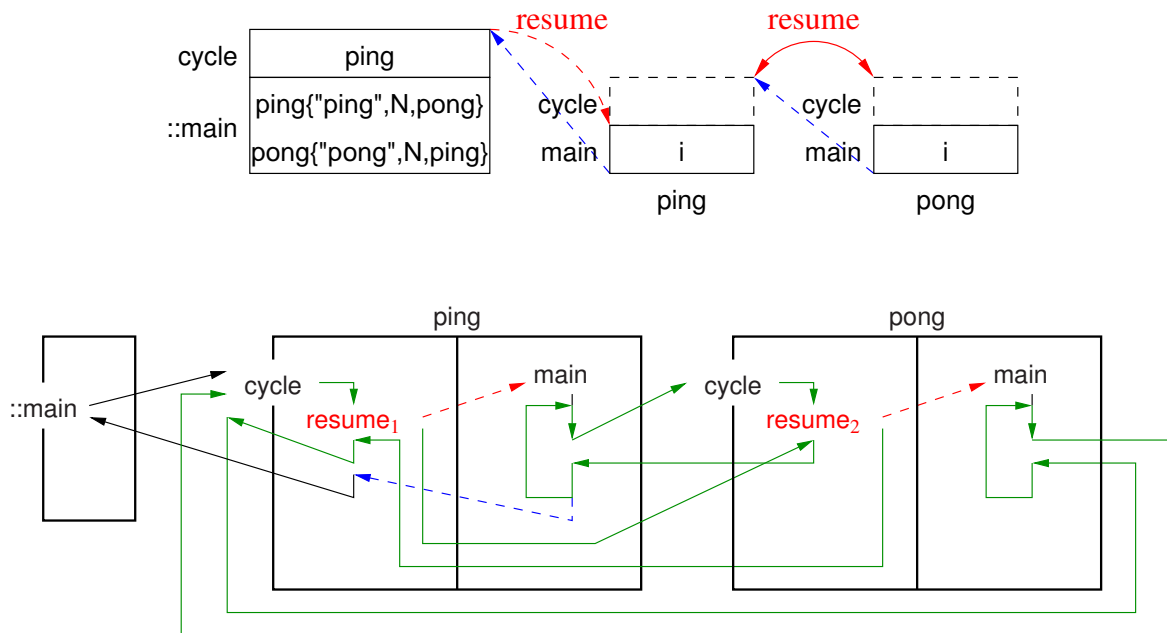 resume resume
cycle ping
ping{"ping",N,pong} cycle cycle
::main
pong{"pong",N,ping} main i main i
ping pong
ping pong
cycle main cycle main
::main resume1 resume2